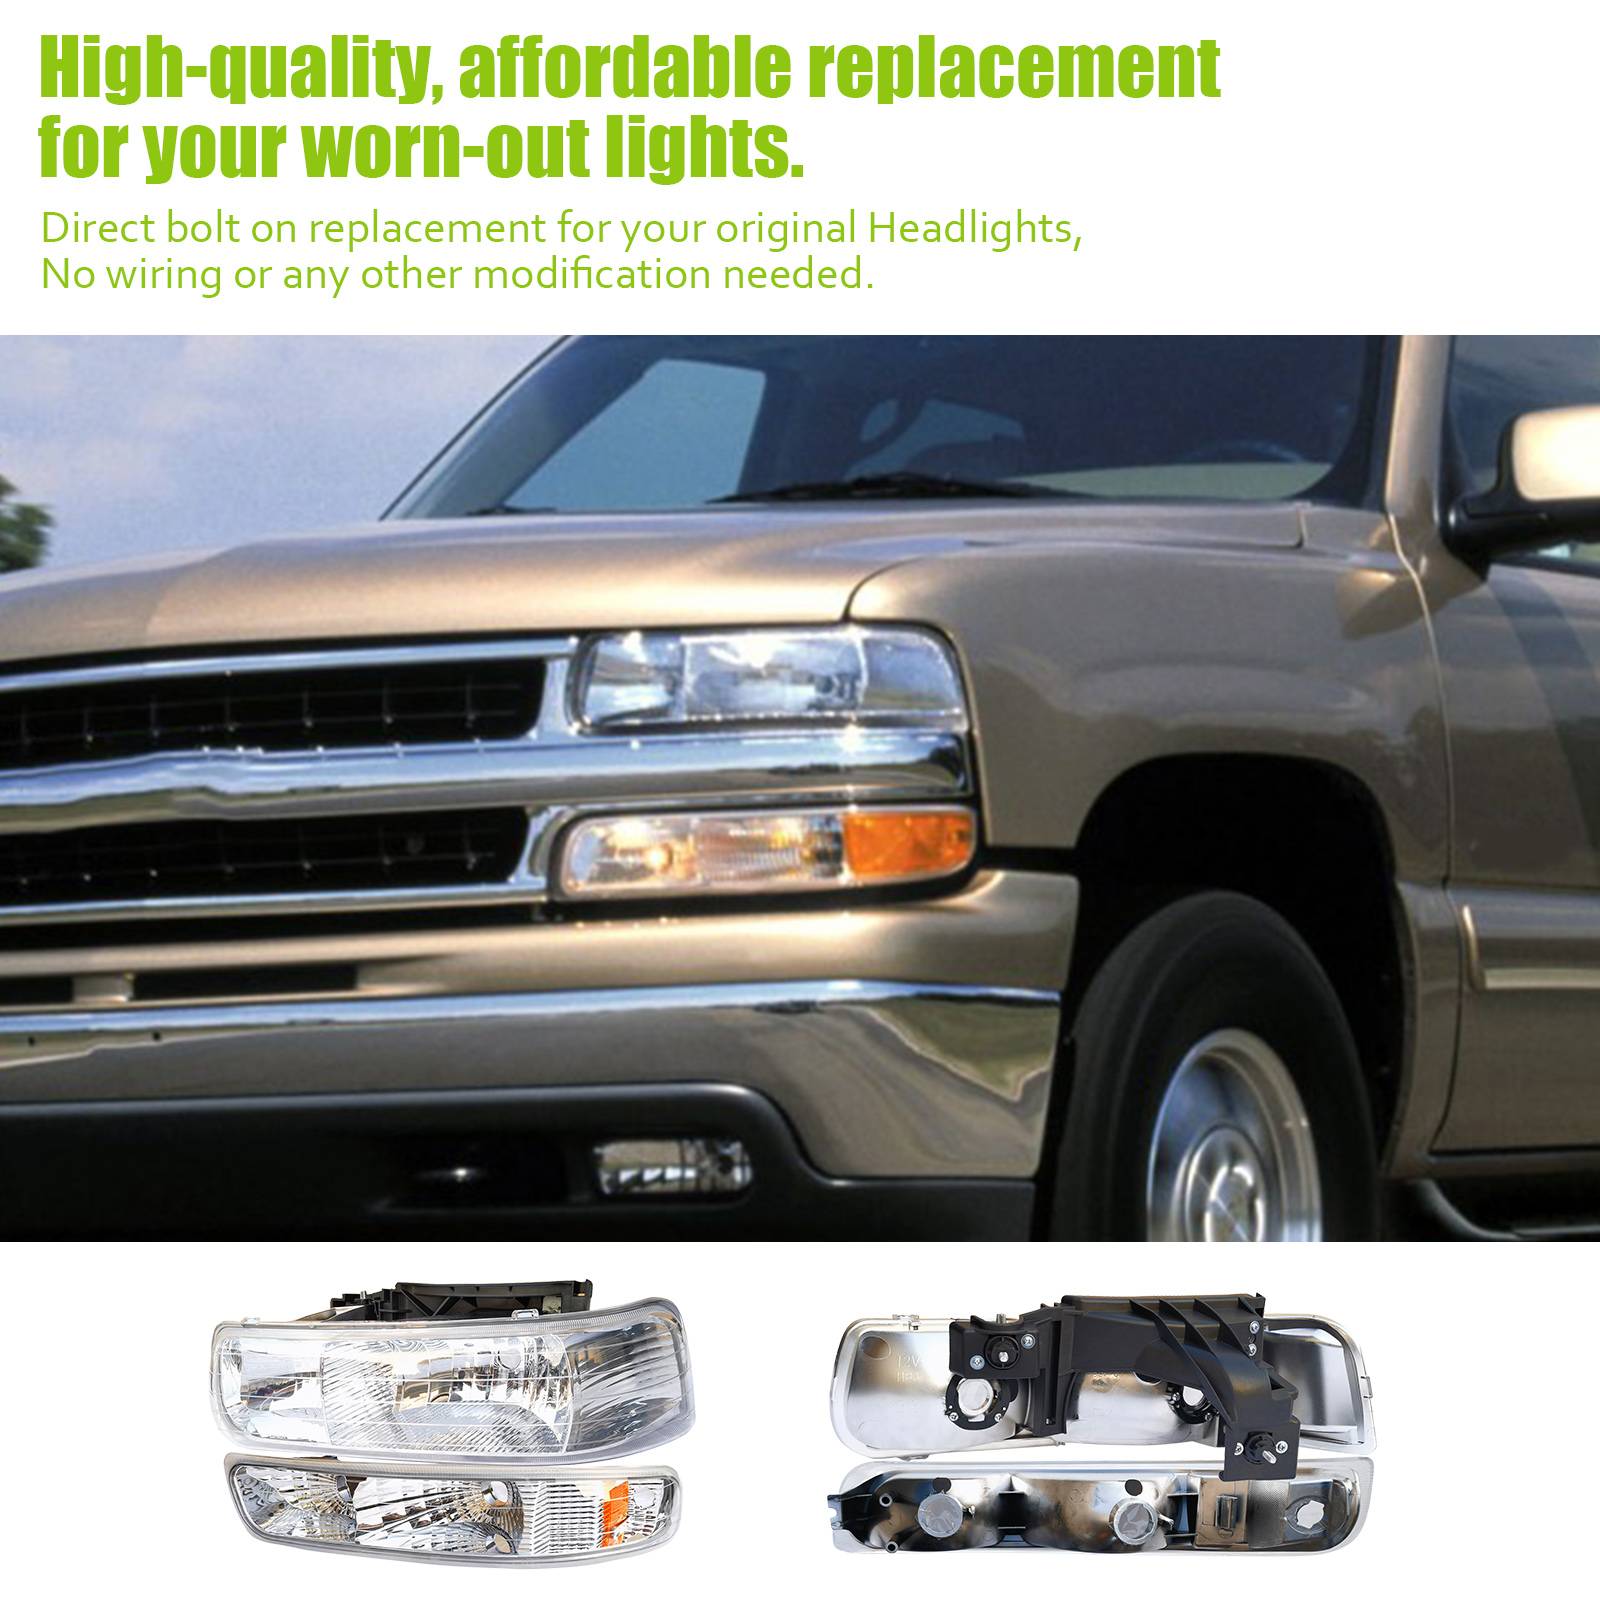 High-quality, affordable replacement
for your worn-out lights.
Direct bolt on replacement for your original Headlights,
No wiring or any other modification needed.
12V